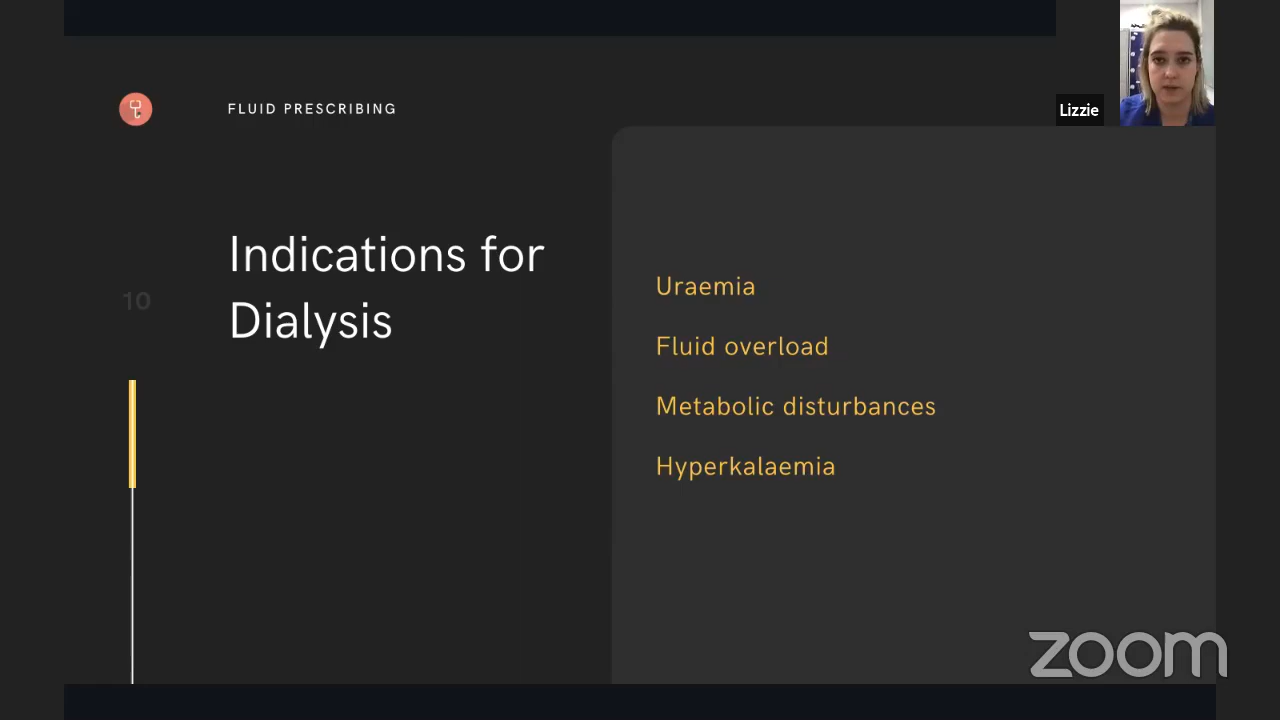 FLUID PRESCRIBING
Lizzie
Indications for
Dialysis
10
Uraemia
Fluid overload
Metabolic disturbances
Hyperkalaemia
zoom